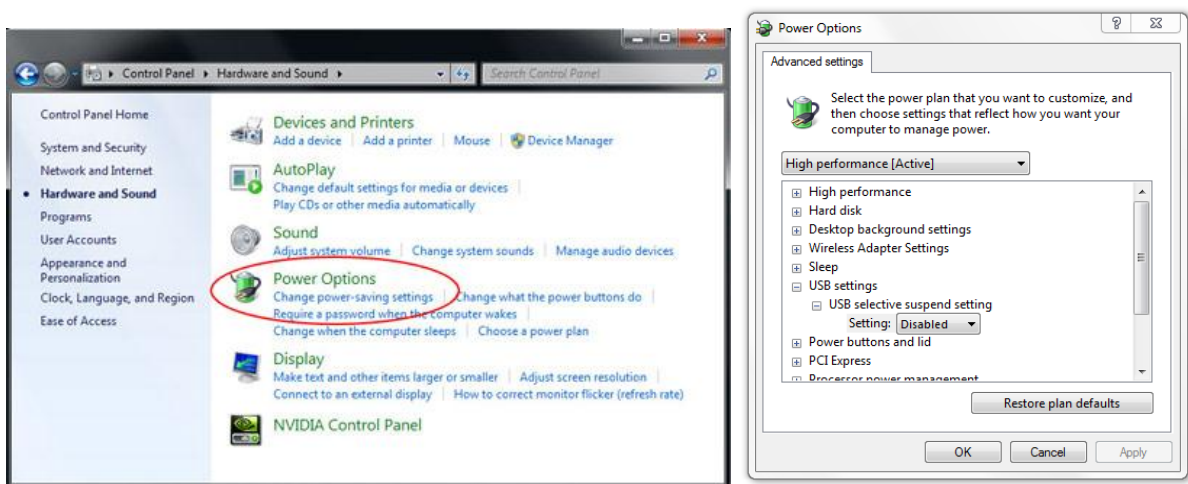 Control Panel ▸ Hardware and Sound ▸
Search Control Panel
Control Panel Home
System and Security
Network and Internet
Hardware and Sound
Programs
User Accounts
Appearance and
Personalization
Clock, Language, and Region
Ease of Access
Devices and Printers
Add a device | Add a printer | Mouse | Device Manager
AutoPlay
Change default settings for media or devices |
Play CDs or other media automatically
Sound
Adjust system volume | Change system sounds | Manage audio devices
Power Options
Change power-saving settings | Change what the power buttons do |
Require a password when the computer wakes |
Change when the computer sleeps | Choose a power plan
Display
Make text and other items larger or smaller | Adjust screen resolution |
Connect to an external display | How to correct monitor flicker (refresh rate)
NVIDIA Control Panel
Power Options
Advanced settings
Select the power plan that you want to customize, and
then choose settings that reflect how you want your
computer to manage power.
High performance [Active]
High performance
Hard disk
Desktop background settings
Wireless Adapter Settings
Sleep
USB settings
USB selective suspend setting
Setting: Disabled
Power buttons and lid
PCI Express
Processor power management
Restore plan defaults
OK Cancel Apply